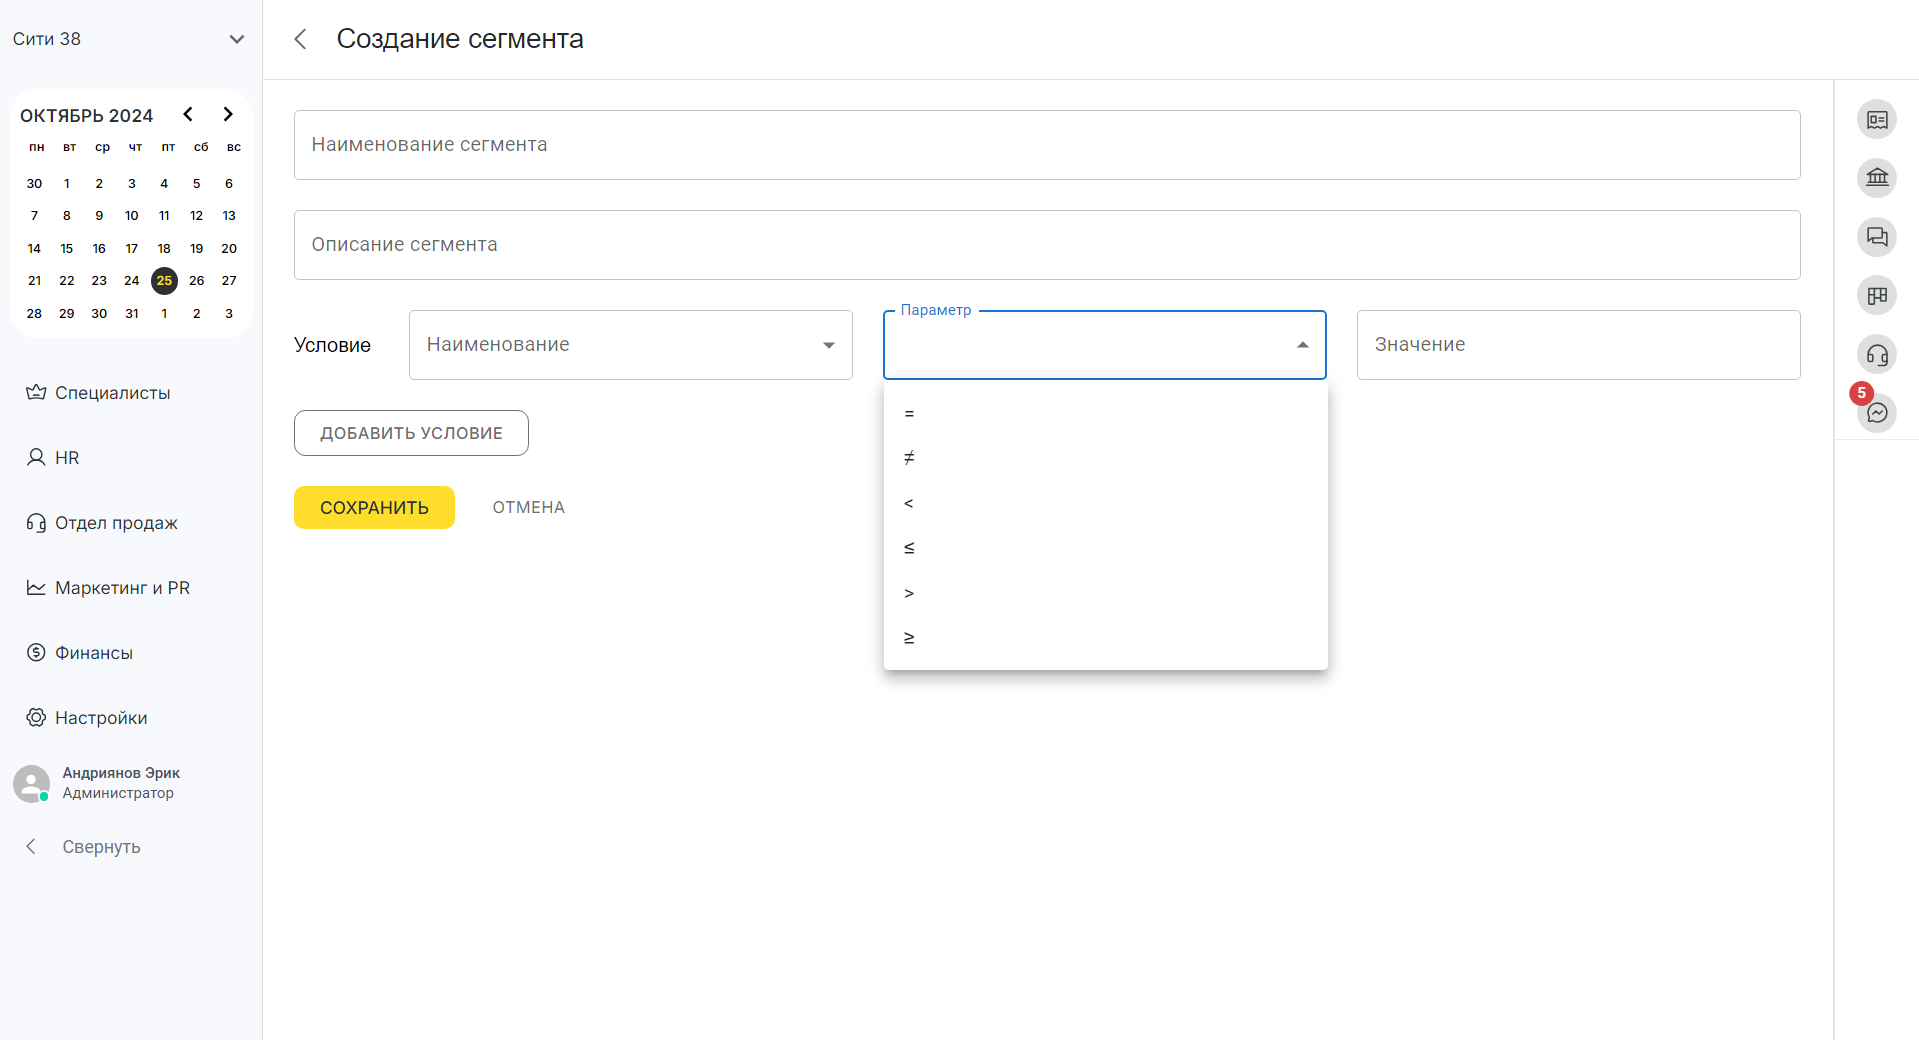 Сити 38
Создание сегмента
ОКТЯБРЬ 2024
пн вт ср чт пт сб вс
30 1 2 3 4 5 6
7 8 9 10 11 12 13
14 15 16 17 18 19 20
21 22 23 24 25 26 27
28 29 30 31 1 2 3
Специалисты
HR
Отдел продаж
Маркетинг и PR
Финансы
Настройки
Андриянов Эрик
Администратор
Свернуть
Наименование сегмента
Описание сегмента
Условие
Наименование
Параметр
Значение
=
≠
<
≤
>
≥
ДОБАВИТЬ УСЛОВИЕ
СОХРАНИТЬ
ОТМЕНА
5